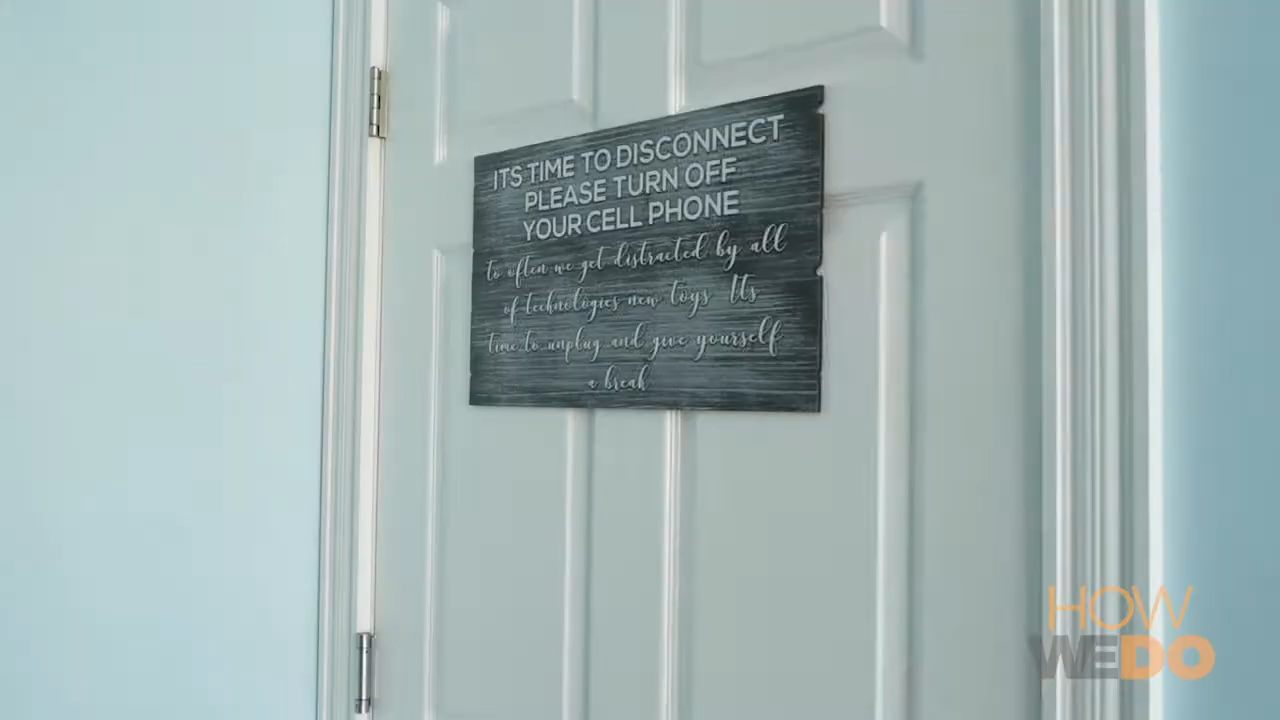 ITS TIME TO DISCONNECT
PLEASE TURN OFF
YOUR CELL PHONE
to often we get distracted by all
of technologies new toys Its
time to unplug and give yourself
a break
HOW
WEDO